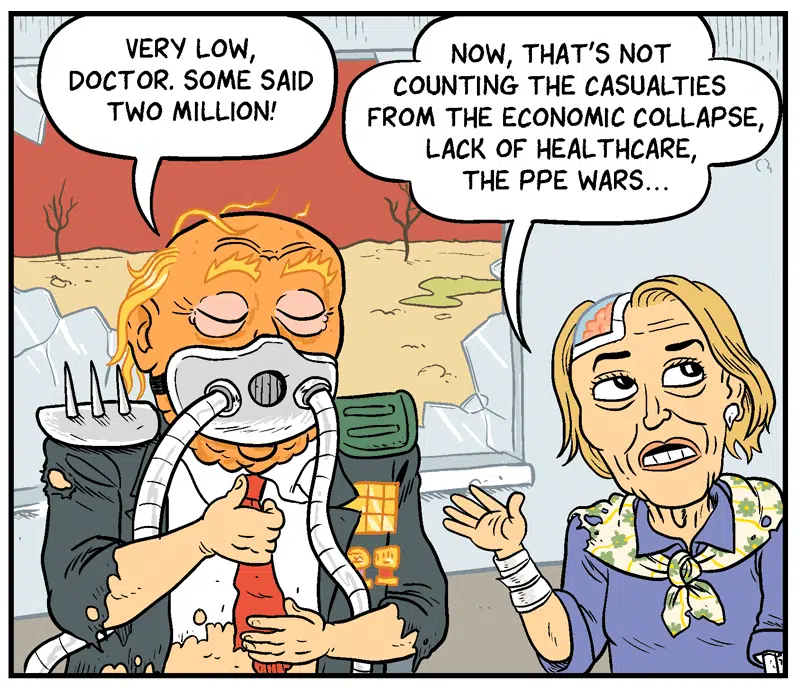 VERY LOW,
DOCTOR. SOME SAID
TWO MILLION!
NOW, THAT'S NOT
COUNTING THE CASUALTIES
FROM THE ECONOMIC COLLAPSE,
LACK OF HEALTHCARE,
THE PPE WARS...